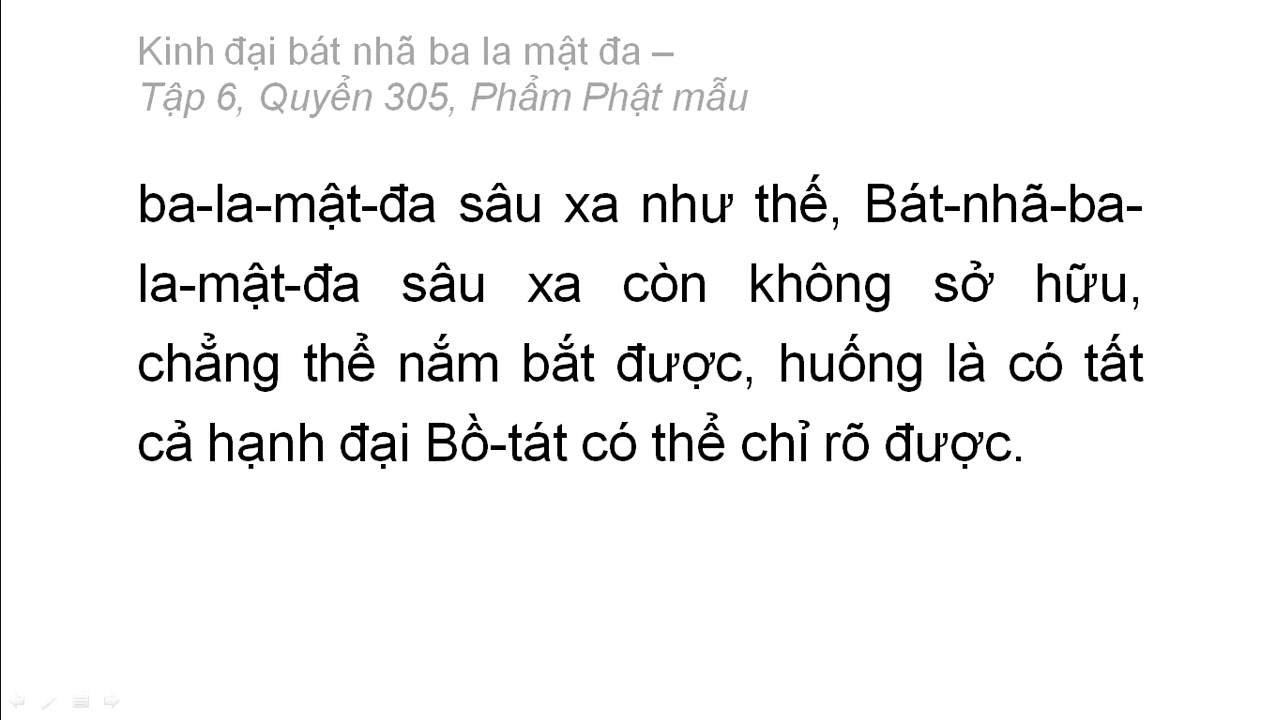 Kinh đại bát nhã ba la mật đa –
Tập 6, Quyển 305, Phẩm Phật mẫu
ba-la-mật-đa sâu xa như thế, Bát-nhã-ba-
la-mật-đa sâu xa còn không sở hữu,
chẳng thể nắm bắt được, huống là có tất
cả hạnh đại Bồ-tát có thể chỉ rõ được.